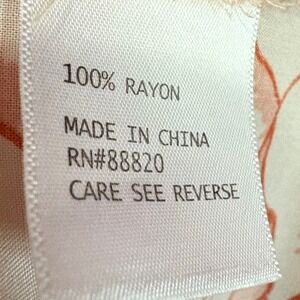 100% RAYON
MADE IN CHINA
RN#88820
CARE SEE REVERSE